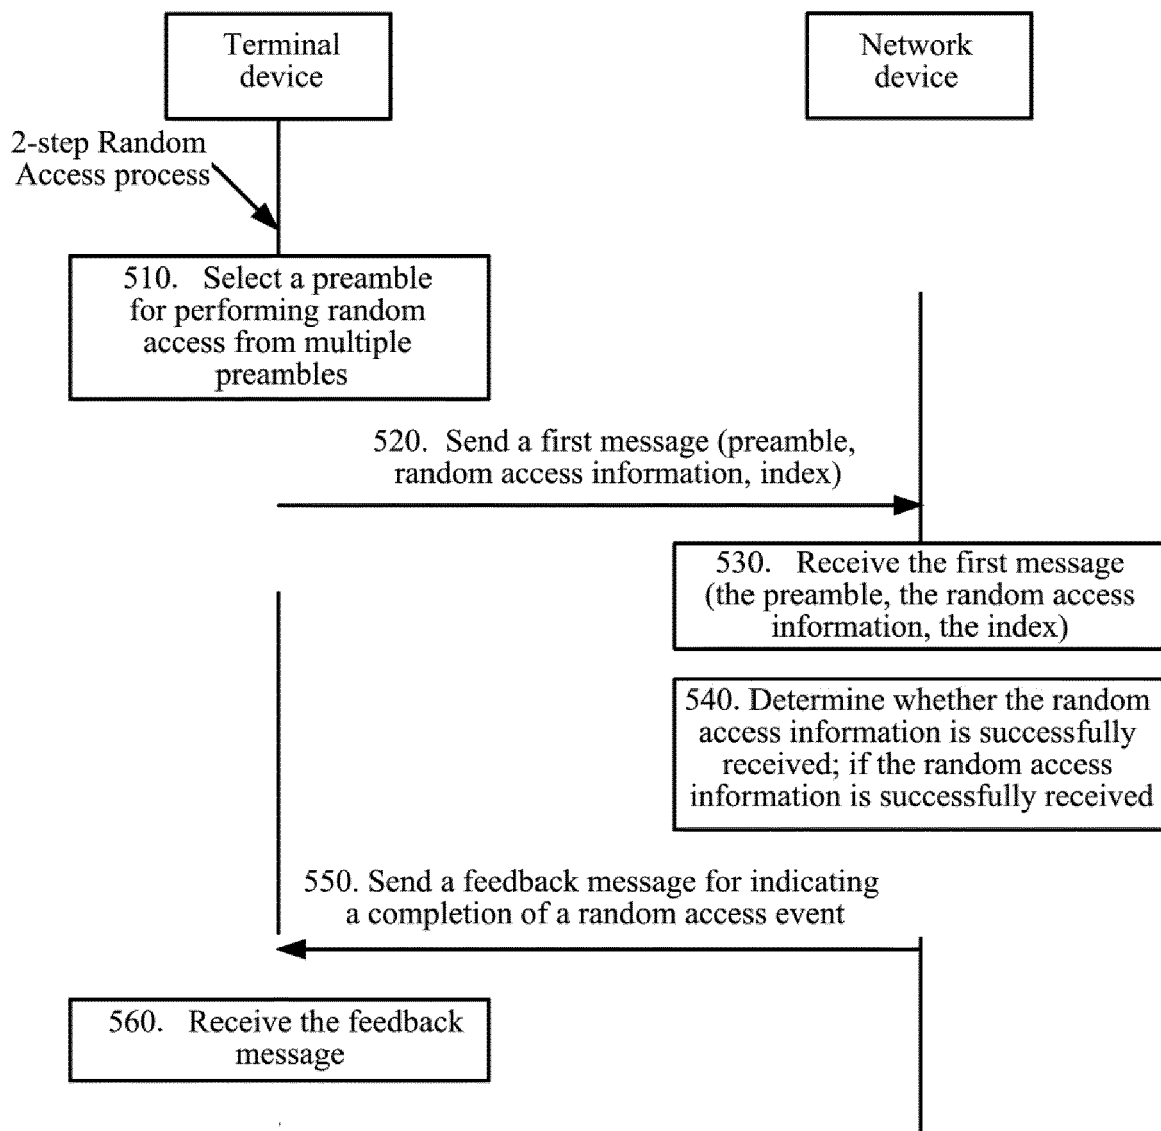 Terminal
device
Network
device
2-step Random
Access process
510. Select a preamble
for performing random
access from multiple
preambles
520. Send a first message (preamble,
random access information, index)
530. Receive the first message
(the preamble, the random access
information, the index)
540. Determine whether the random
access information is successfully
received; if the random access
information is successfully received
550. Send a feedback message for indicating
a completion of a random access event
560. Receive the feedback
message